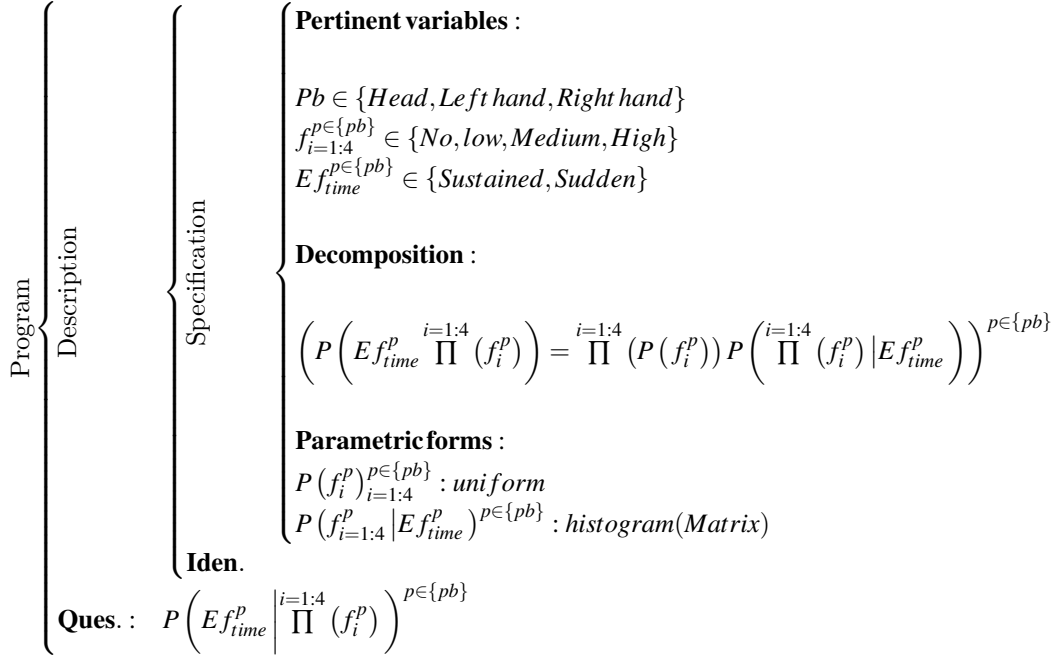 Program
Description
Specification
Pertinent variables :
Pb ∈ {Head, Left hand, Right hand}
f_{i=1:4}^{p∈{pb}} ∈ {No, low, Medium, High}
Ef_{time}^{p∈{pb}} ∈ {Sustained, Sudden}
Decomposition :
(P(Ef_{time}^{p} ∏^{i=1:4} (f_i^p)) = ∏^{i=1:4} (P(f_i^p)) P(∏^{i=1:4} (f_i^p) | Ef_{time}^{p}))^{p∈{pb}}
Parametric forms :
P(f_i^p)_{i=1:4}^{p∈{pb}} : uniform
P(f_{i=1:4}^p | Ef_{time}^p)^{p∈{pb}} : histogram(Matrix)
Iden.
Ques. : P(Ef_{time}^p | ∏^{i=1:4} (f_i^p))^{p∈{pb}}